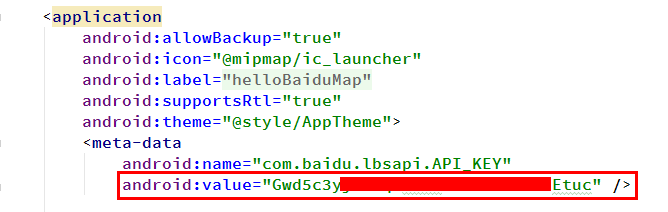 <application
android:allowBackup="true"
android:icon="@mipmap/ic_launcher"
android:label="helloBaiduMap"
android:supportsRtl="true"
android:theme="@style/AppTheme">
<meta-data
android:name="com.baidu.lbsapi.API_KEY"
android:value="Gwd5c3y Etuc" />